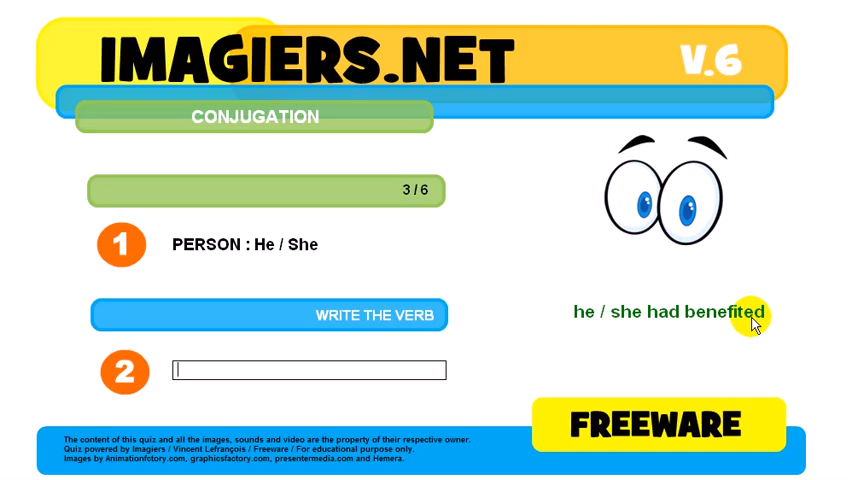 IMAGIERS.NET
V.6
CONJUGATION
3 / 6
1
PERSON : He / She
WRITE THE VERB
he / she had benefited
2
FREEWARE
The content of this quiz and all the images, sounds and video are the property of their respective owner.
Quiz powered by Imagiers / Vincent Lefrançois / Freeware / For educational purpose only.
Images by Animationfctory.com, graphicsfactory.com, presentermedia.com and Hemera.